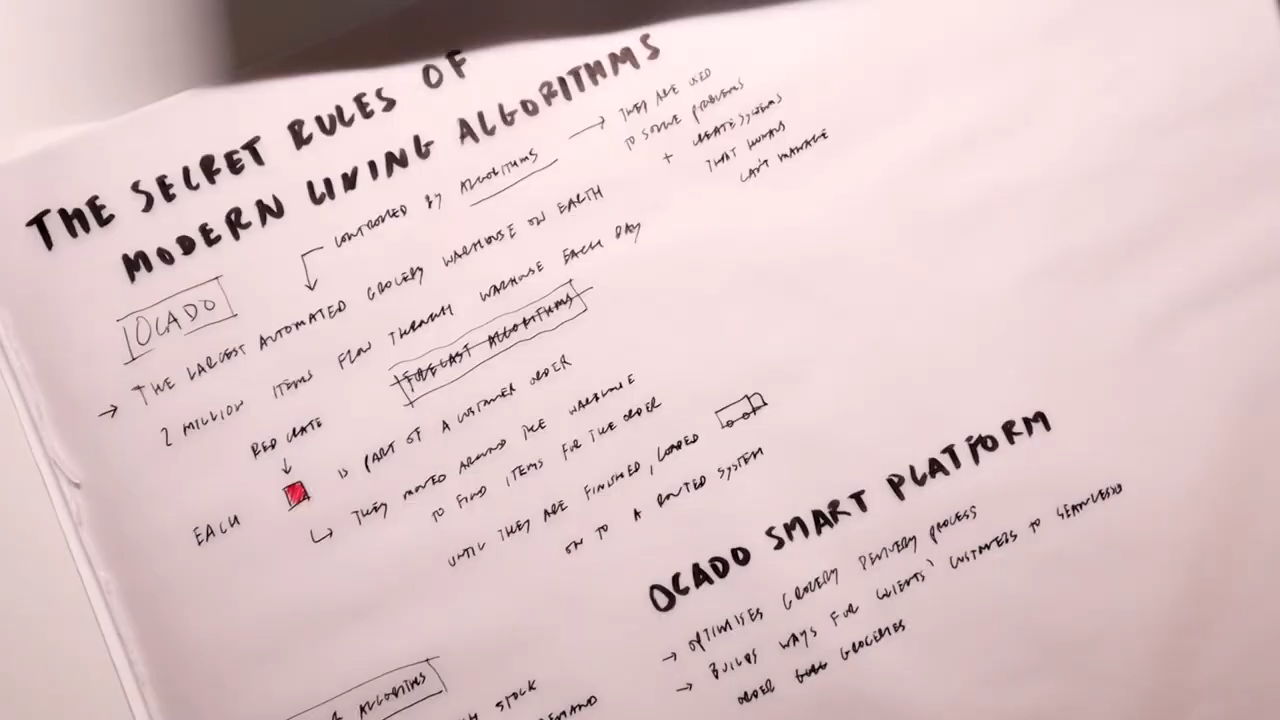 THE SECRET RULES OF
MODERN LIVING ALGORITHMS
CONTROLLED BY ALGORITHMS
THEY ARE USED
TO SOLVE PROBLEMS
+ CREATE SYSTEMS
THAT HUMANS
CAN'T MANAGE
OCADO
→ THE LARGEST AUTOMATED GROCERY WAREHOUSE ON EARTH
2 MILLION ITEMS FLOW THROUGH WAREHOUSE EACH DAY
FORECAST ALGORITHMS
RED CRATE
EACH IS PART OF A CUSTOMER ORDER
THEY MOVED AROUND THE WAREHOUSE
TO FIND ITEMS FOR THE ORDER
UNTIL THEY ARE FINISHED, LOADED
ON TO A ROUTED SYSTEM
OCADO SMART PLATFORM
→ OPTIMISES GROCERY DELIVERY PROCESS
→ BUILDS WAYS FOR CLIENTS' CUSTOMERS TO SEAMLESSLY
ORDER GROCERIES
ALGORITHMS
STOCK
DEMAND